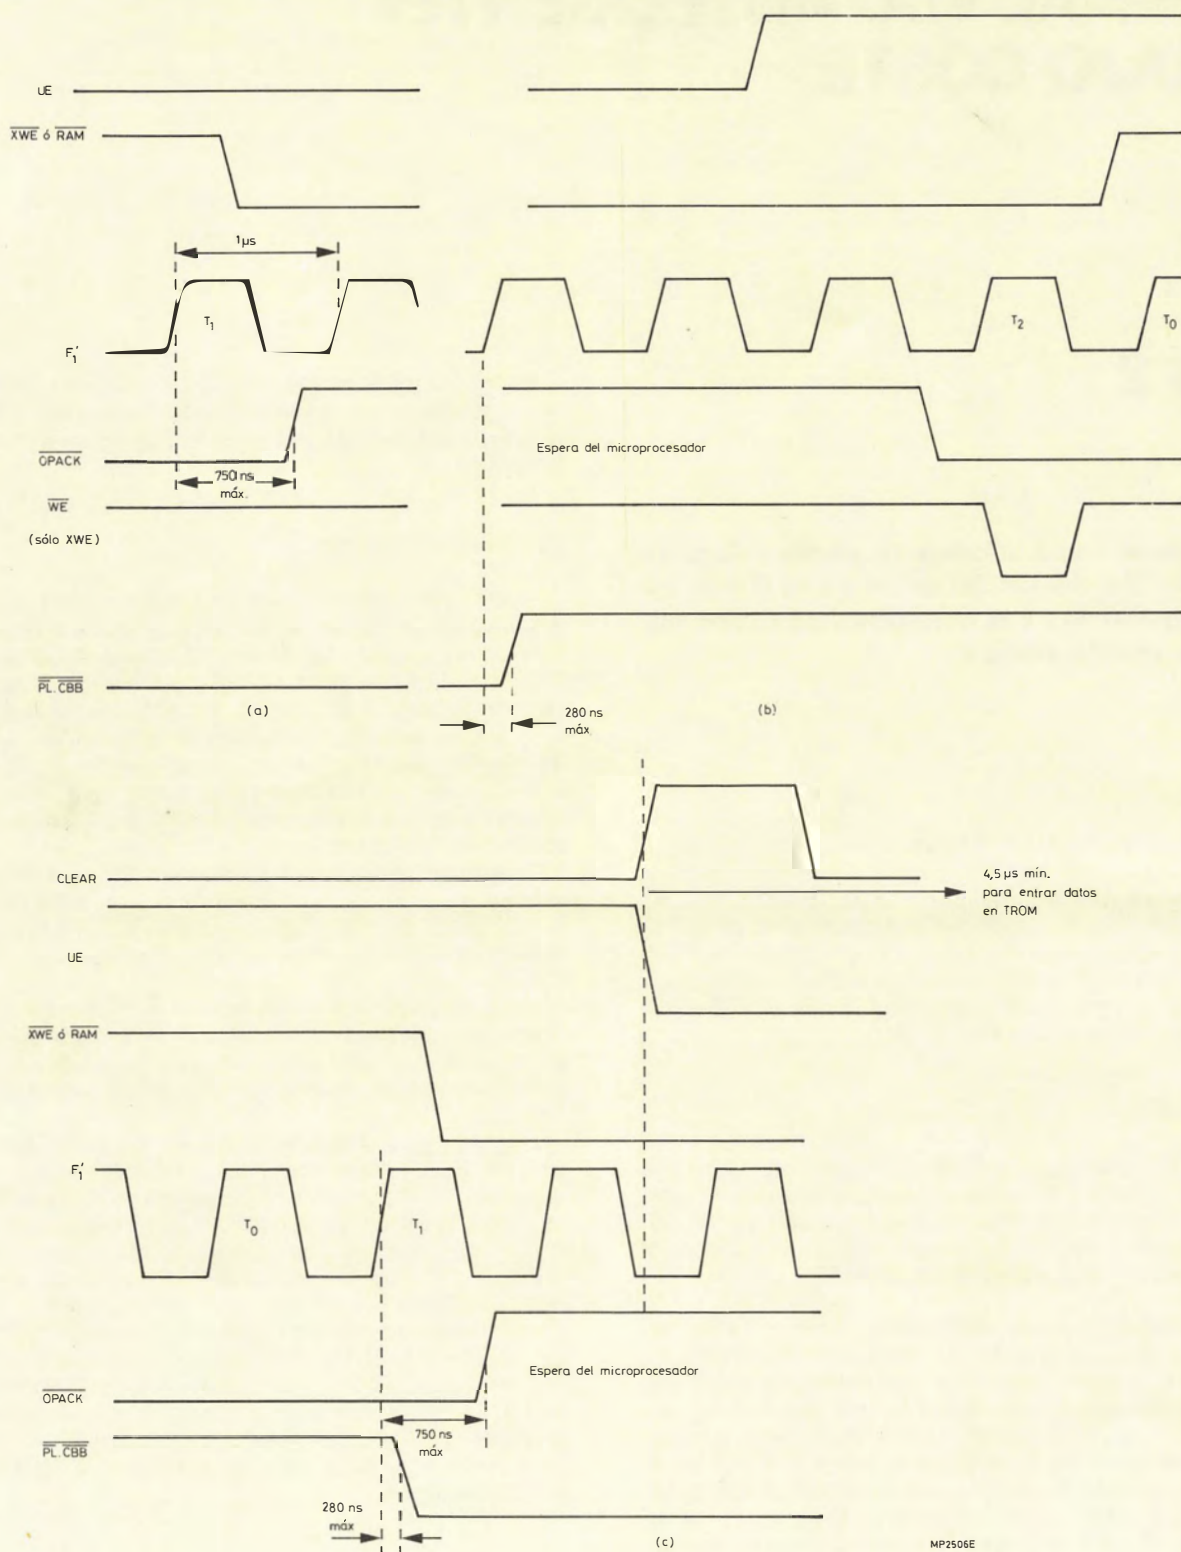 UE
XWE ó RAM
1 µs
T1
T2
T0
F1'
OPACK
Espera del microprocesador
750 ns
máx.
WE
(sólo XWE)
PL.CBB
(a)
280 ns
máx.
(b)
CLEAR
4,5 µs mín.
para entrar datos
en TROM
UE
XWE ó RAM
F1'
T0
T1
Espera del microprocesador
OPACK
750 ns
máx
PL.CBB
280 ns
máx
(c)
MP2506E